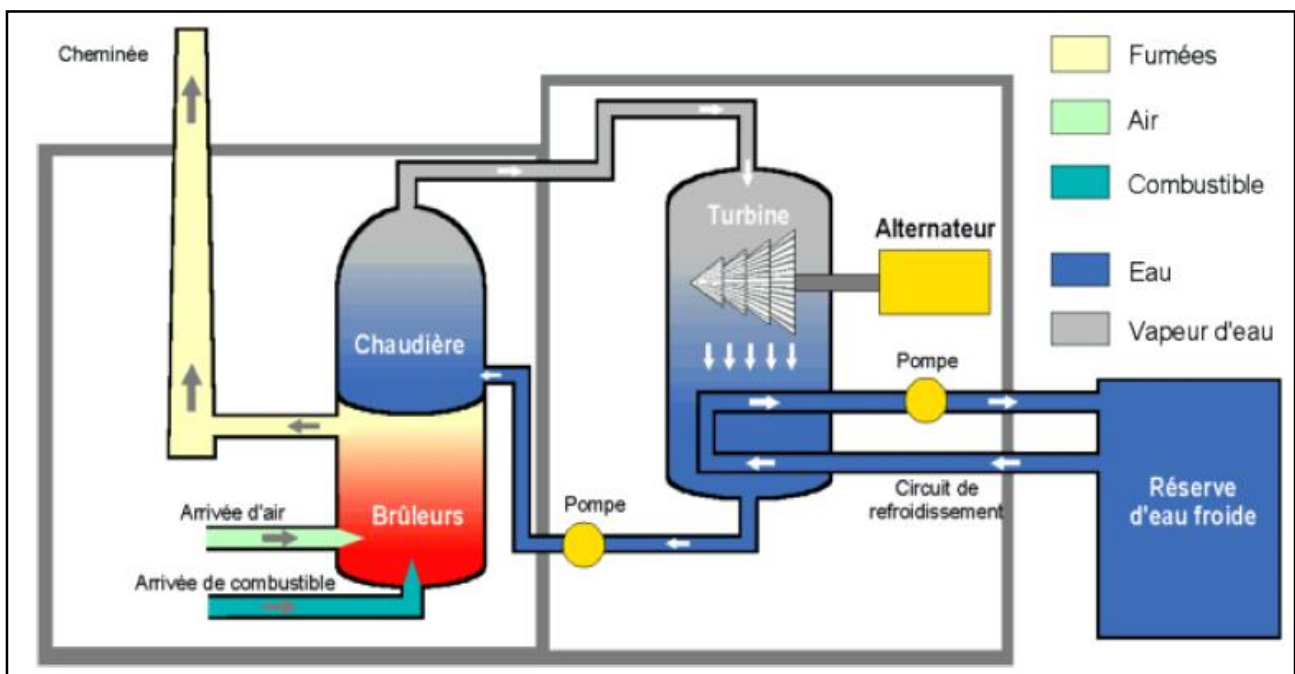 Cheminée
Fumées
Air
Combustible
Eau
Vapeur d'eau
Turbine
Alternateur
Chaudière
Pompe
Brûleurs
Arrivée d'air
Arrivée de combustible
Pompe
Circuit de
refroidissement
Réserve
d'eau froide